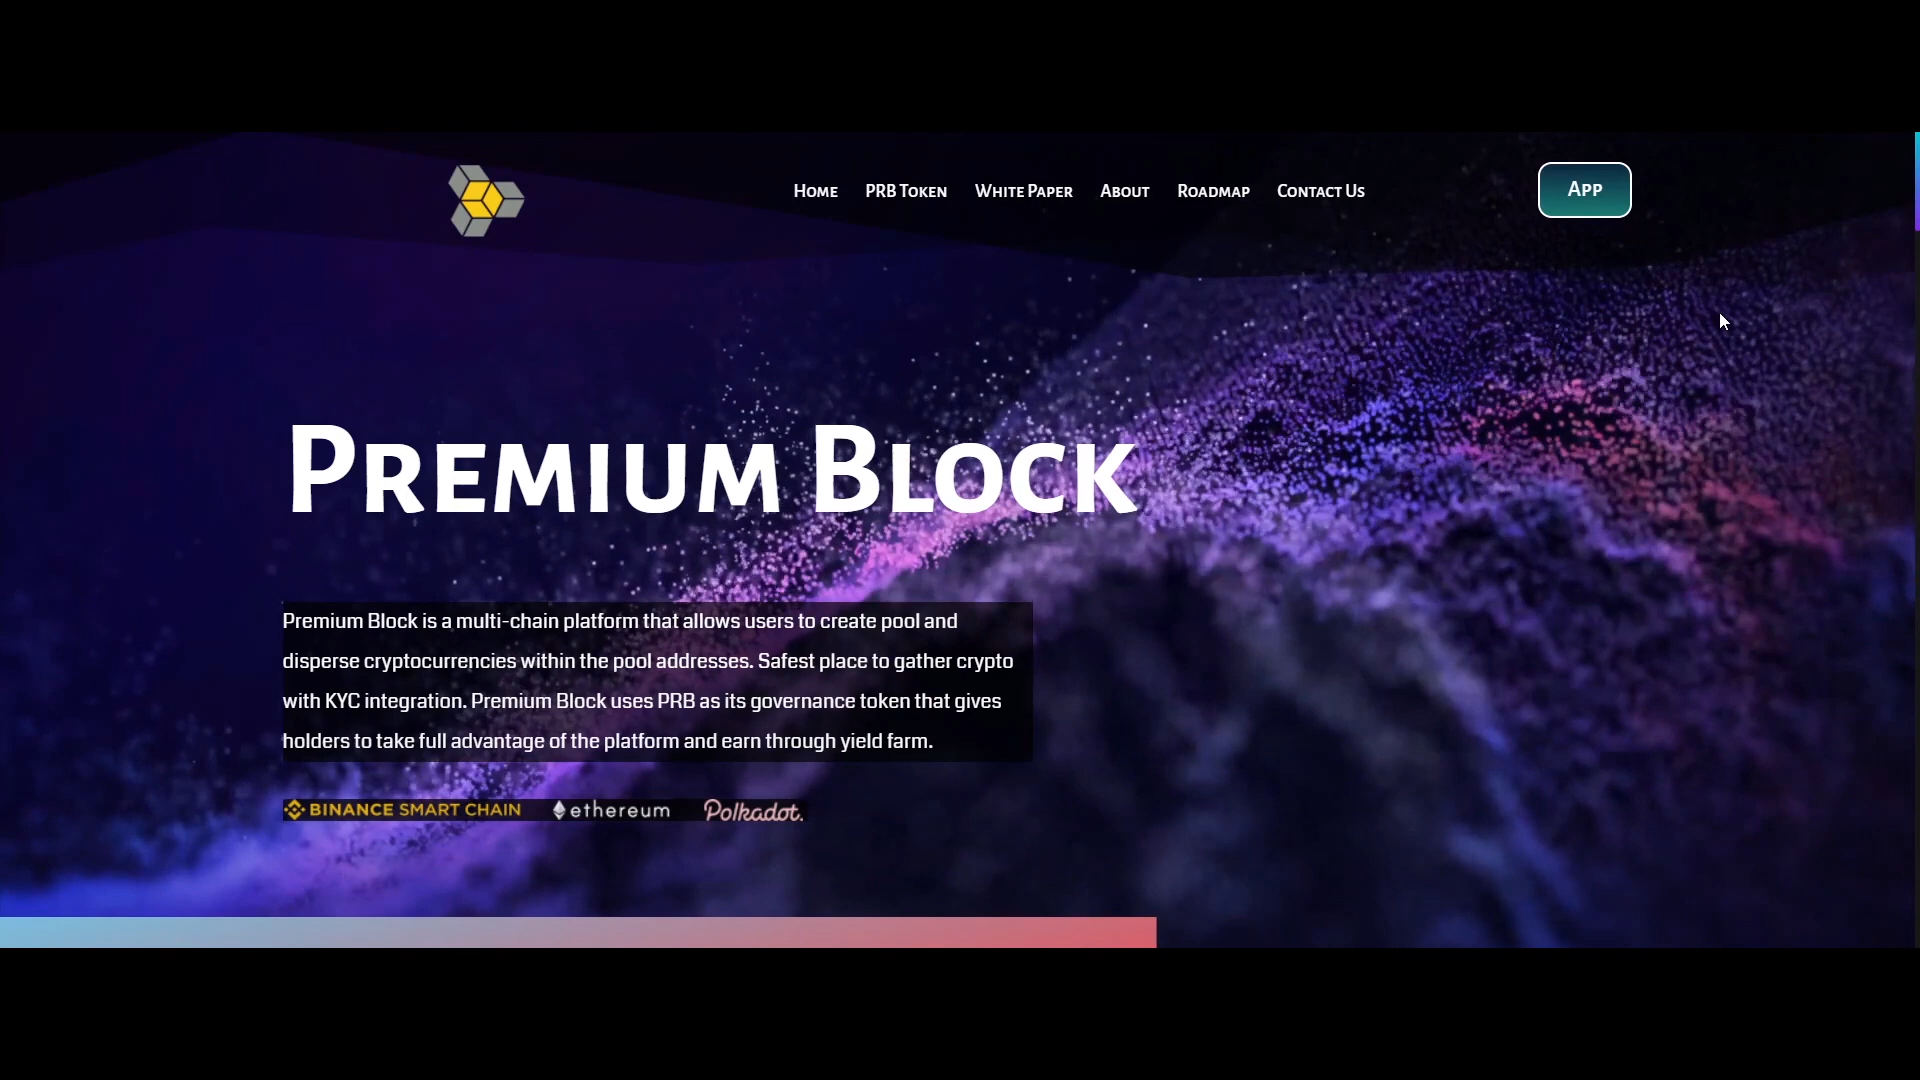 Home PRB Token White Paper About Roadmap Contact Us App
Premium Block
Premium Block is a multi-chain platform that allows users to create pool and
disperse cryptocurrencies within the pool addresses. Safest place to gather crypto
with KYC integration. Premium Block uses PRB as its governance token that gives
holders to take full advantage of the platform and earn through yield farm.
BINANCE SMART CHAIN ethereum Polkadot.